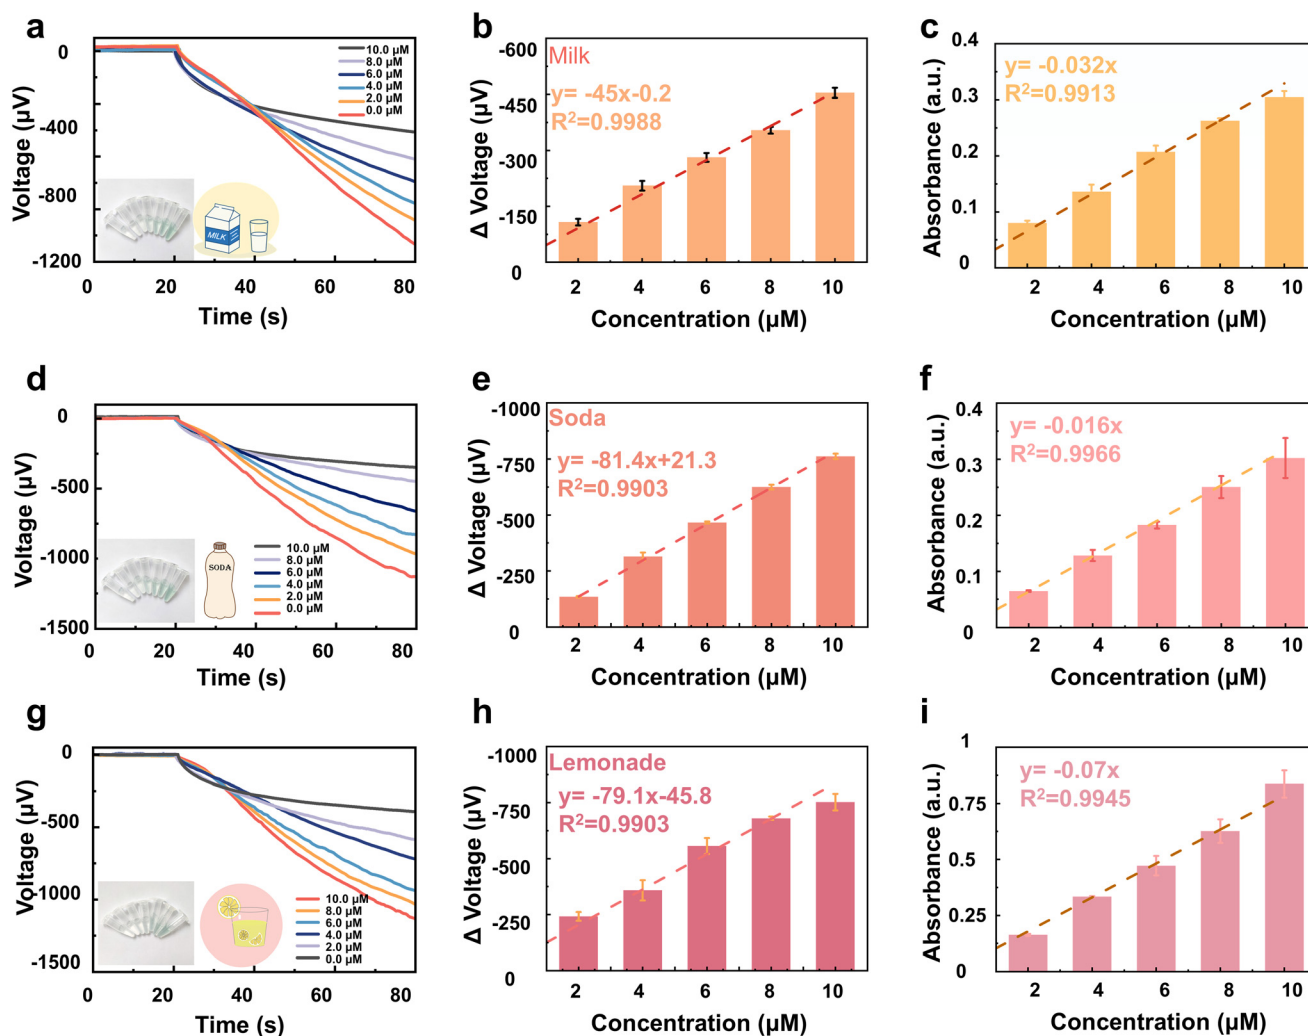 a
0
-400
-800
-1200
Voltage (µV)
0 20 40 60 80
Time (s)
10.0 µM
8.0 µM
6.0 µM
4.0 µM
2.0 µM
0.0 µM
MILK
b
-600
-450
-300
-150
0
Δ Voltage (µV)
Milk
y= -45x-0.2
R²=0.9988
2 4 6 8 10
Concentration (µM)
c
0.4
0.3
0.2
0.1
0
Absorbance (a.u.)
y= -0.032x
R²=0.9913
2 4 6 8 10
Concentration (µM)
d
0
-500
-1000
-1500
Voltage (µV)
0 20 40 60 80
Time (s)
SODA
10.0 µM
8.0 µM
6.0 µM
4.0 µM
2.0 µM
0.0 µM
e
-1000
-750
-500
-250
0
Δ Voltage (µV)
Soda
y= -81.4x+21.3
R²=0.9903
2 4 6 8 10
Concentration (µM)
f
0.4
0.3
0.2
0.1
0
Absorbance (a.u.)
y= -0.016x
R²=0.9966
2 4 6 8 10
Concentration (µM)
g
0
-500
-1000
-1500
Voltage (µV)
0 20 40 60 80
Time (s)
10.0 µM
8.0 µM
6.0 µM
4.0 µM
2.0 µM
0.0 µM
h
-1000
-750
-500
-250
0
Δ Voltage (µV)
Lemonade
y= -79.1x-45.8
R²=0.9903
2 4 6 8 10
Concentration (µM)
i
1
0.75
0.5
0.25
0
Absorbance (a.u.)
y= -0.07x
R²=0.9945
2 4 6 8 10
Concentration (µM)